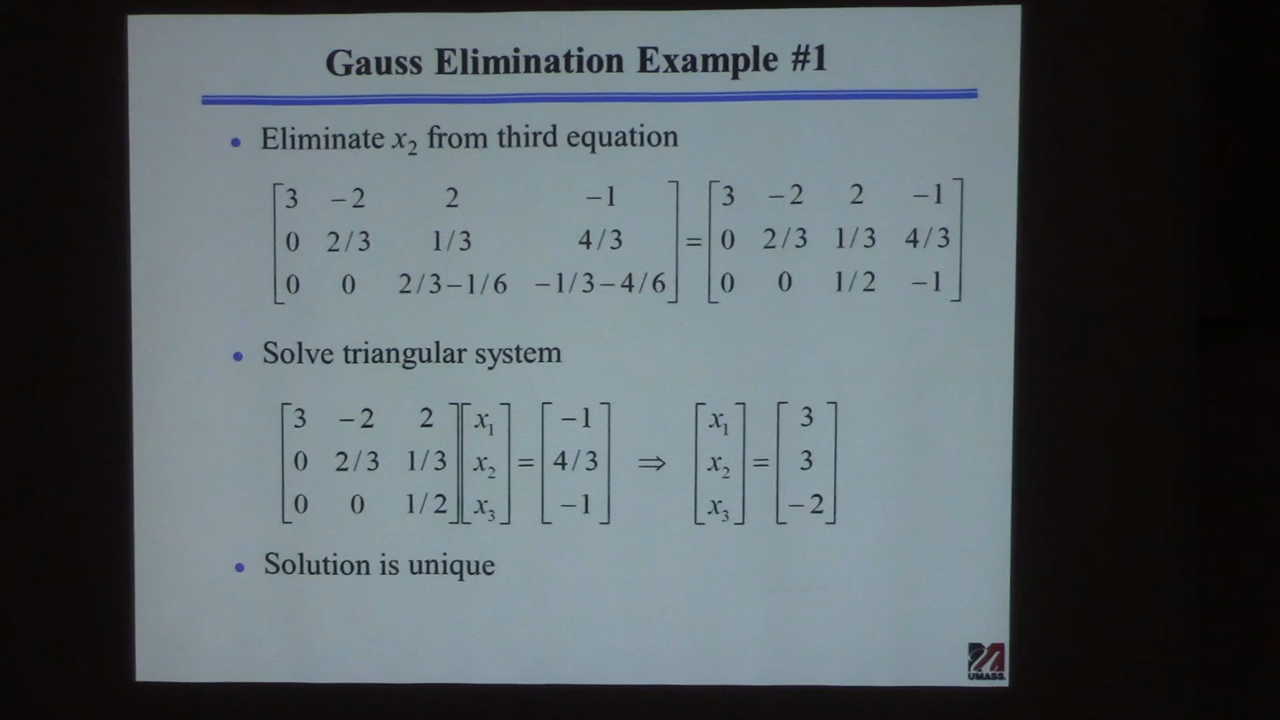 Gauss Elimination Example #1
• Eliminate x₂ from third equation
[3 −2 2 −1] [3 −2 2 −1]
[0 2/3 1/3 4/3] = [0 2/3 1/3 4/3]
[0 0 2/3−1/6 −1/3−4/6] [0 0 1/2 −1]
• Solve triangular system
[3 −2 2][x₁] [−1] [x₁] [3]
[0 2/3 1/3][x₂] = [4/3] ⇒ [x₂] = [3]
[0 0 1/2][x₃] [−1] [x₃] [−2]
• Solution is unique
UMASS